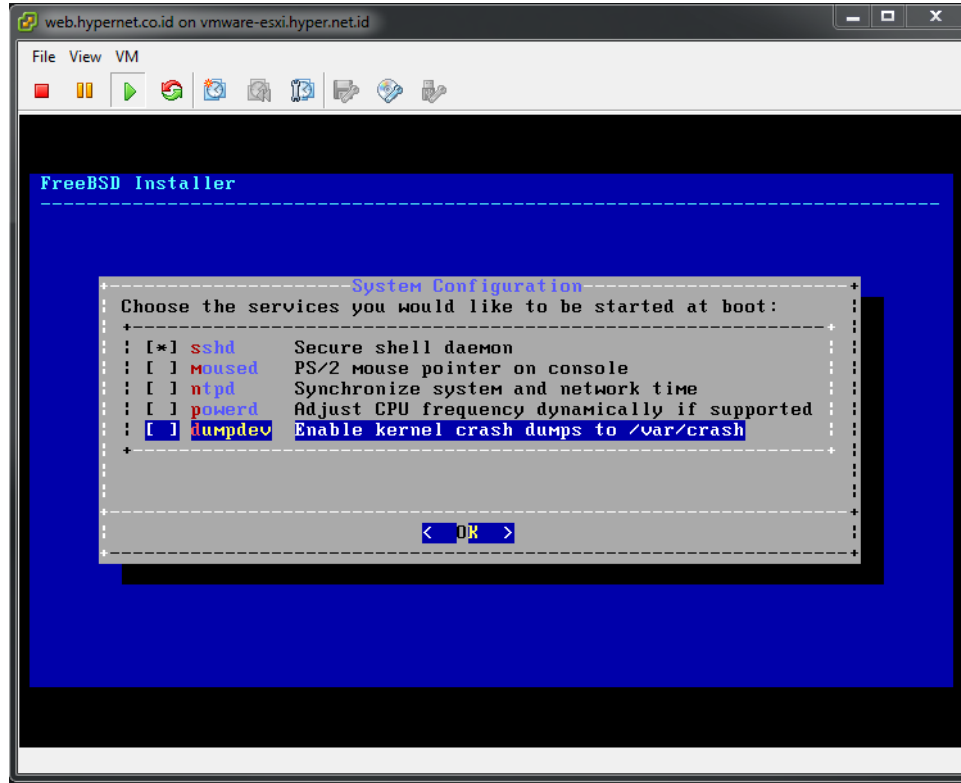 web.hypernet.co.id on vmware-esxi.hyper.net.id
File View VM
FreeBSD Installer
System Configuration
Choose the services you would like to be started at boot:
[*] sshd Secure shell daemon
[ ] moused PS/2 mouse pointer on console
[ ] ntpd Synchronize system and network time
[ ] powerd Adjust CPU frequency dynamically if supported
[ ] dumpdev Enable kernel crash dumps to /var/crash
< OK >